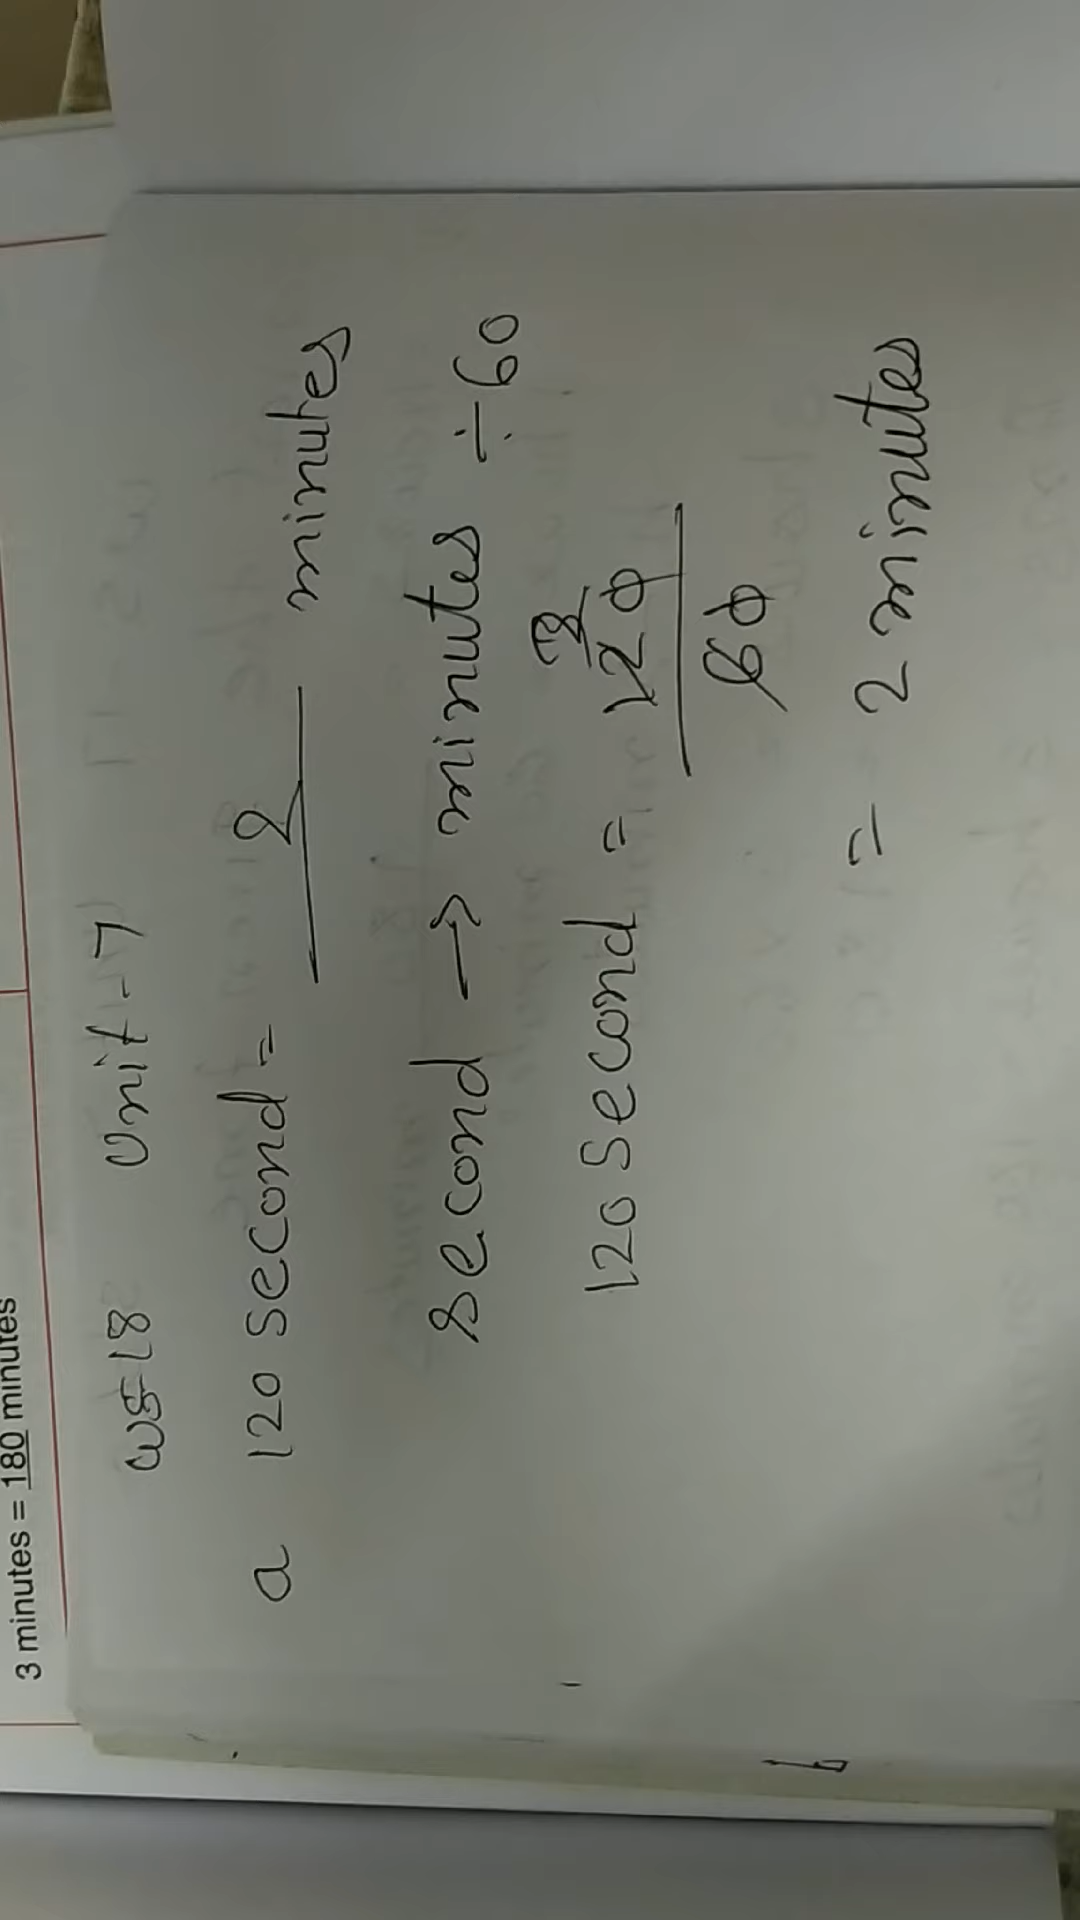 3 minutes = 180 minutes
WS-18 Unit-7
a 120 second = 2 minutes
second → minutes ÷ 60
120 second = 120
60
= 2 minutes